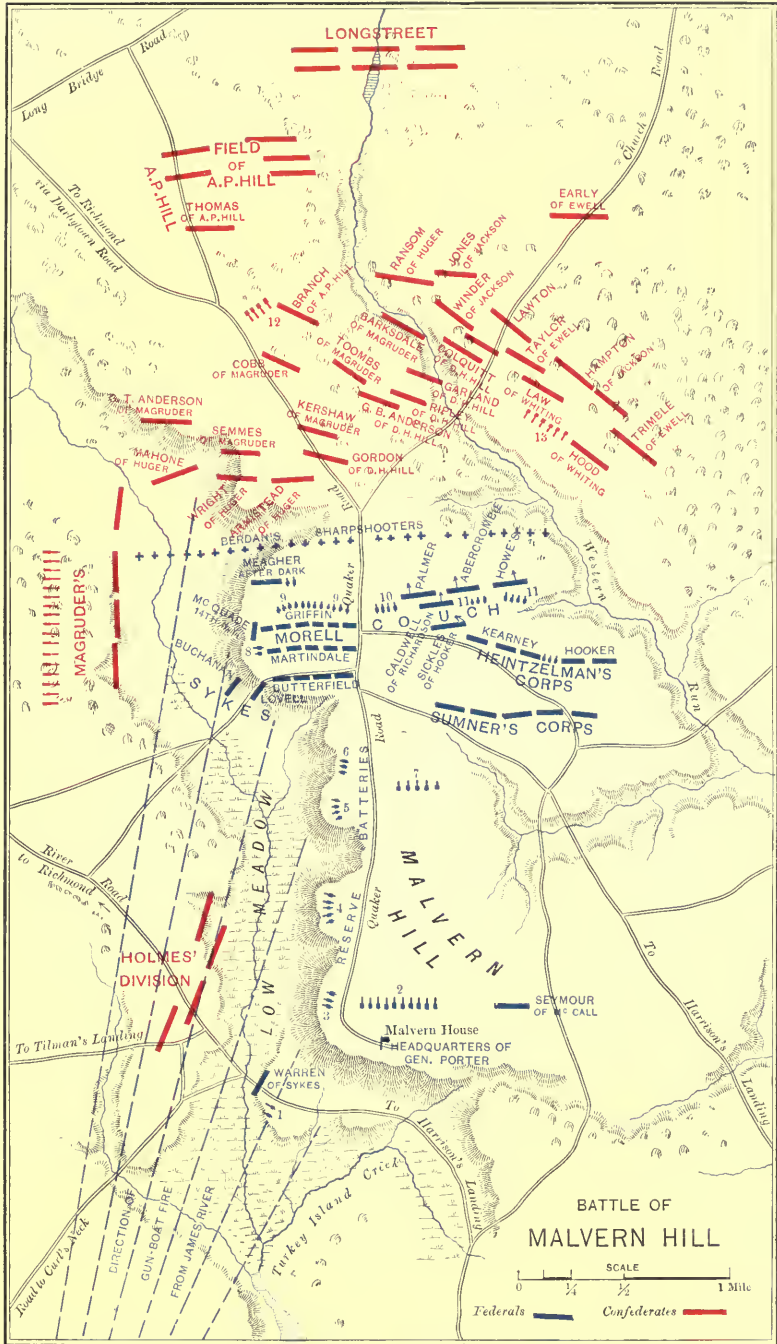 LONGSTREET
Long Bridge Road
Church Road
FIELD
OF
A.P.HILL
A.P.HILL
THOMAS
OF A.P.HILL
To Richmond
via Darbytown Road
EARLY
OF EWELL
RANSOM
OF HUGER
JONES
OF JACKSON
WINDER
OF JACKSON
LAWTON
BRANCH
OF A.P. HILL
12
BARKSDALE
OF MAGRUDER
COLQUITT
OF D.H. HILL
TAYLOR
OF EWELL
HAMPTON
OF JACKSON
COBB
OF MAGRUDER
TOOMBS
OF MAGRUDER
GARLAND
OF D.H. HILL
LAW
OF WHITING
RIPLEY
OF D.H. HILL
G. B. ANDERSON
OF D.H. HILL
T. ANDERSON
OF MAGRUDER
KERSHAW
OF MAGRUDER
13
TRIMBLE
OF EWELL
SEMMES
OF MAGRUDER
HOOD
OF WHITING
MAHONE
OF HUGER
GORDON
OF D.H.HILL
WRIGHT
OF HUGER
ARMISTEAD
OF HUGER
Road
BERDAN'S SHARPSHOOTERS
Western Run
MAGRUDER'S
MEAGHER
AFTER DARK
Quaker
PALMER
ABERCROMBIE
HOWE'S
9 9
10 11 11
MC QUADE
GRIFFIN
COUCH
MORELL
8
MARTINDALE
CALDWELL
OF RICHARDSON
SICKLES
OF HOOKER
KEARNEY
HOOKER
HEINTZELMAN'S
CORPS
BUCHANAN
SYKES
BUTTERFIELD
LOVELL
SUMNER'S CORPS
Road
6
7
5
BATTERIES
RESERVE
4
Quaker
MALVERN
HILL
LOW MEADOW
River Road
to Richmond
HOLMES'
DIVISION
To Tilman's Landing
3
2
SEYMOUR
OF Mc CALL
Malvern House
HEADQUARTERS OF
GEN. PORTER
To Harrison's Landing
WARREN
OF SYKES
1
To Harrison's Landing
Turkey Island Creek
DIRECTION OF
GUN-BOAT FIRE
FROM JAMES RIVER
Road to Curl's Neck
BATTLE OF
MALVERN HILL
SCALE
0 1/4 1/2 1 Mile
Federals Confederates